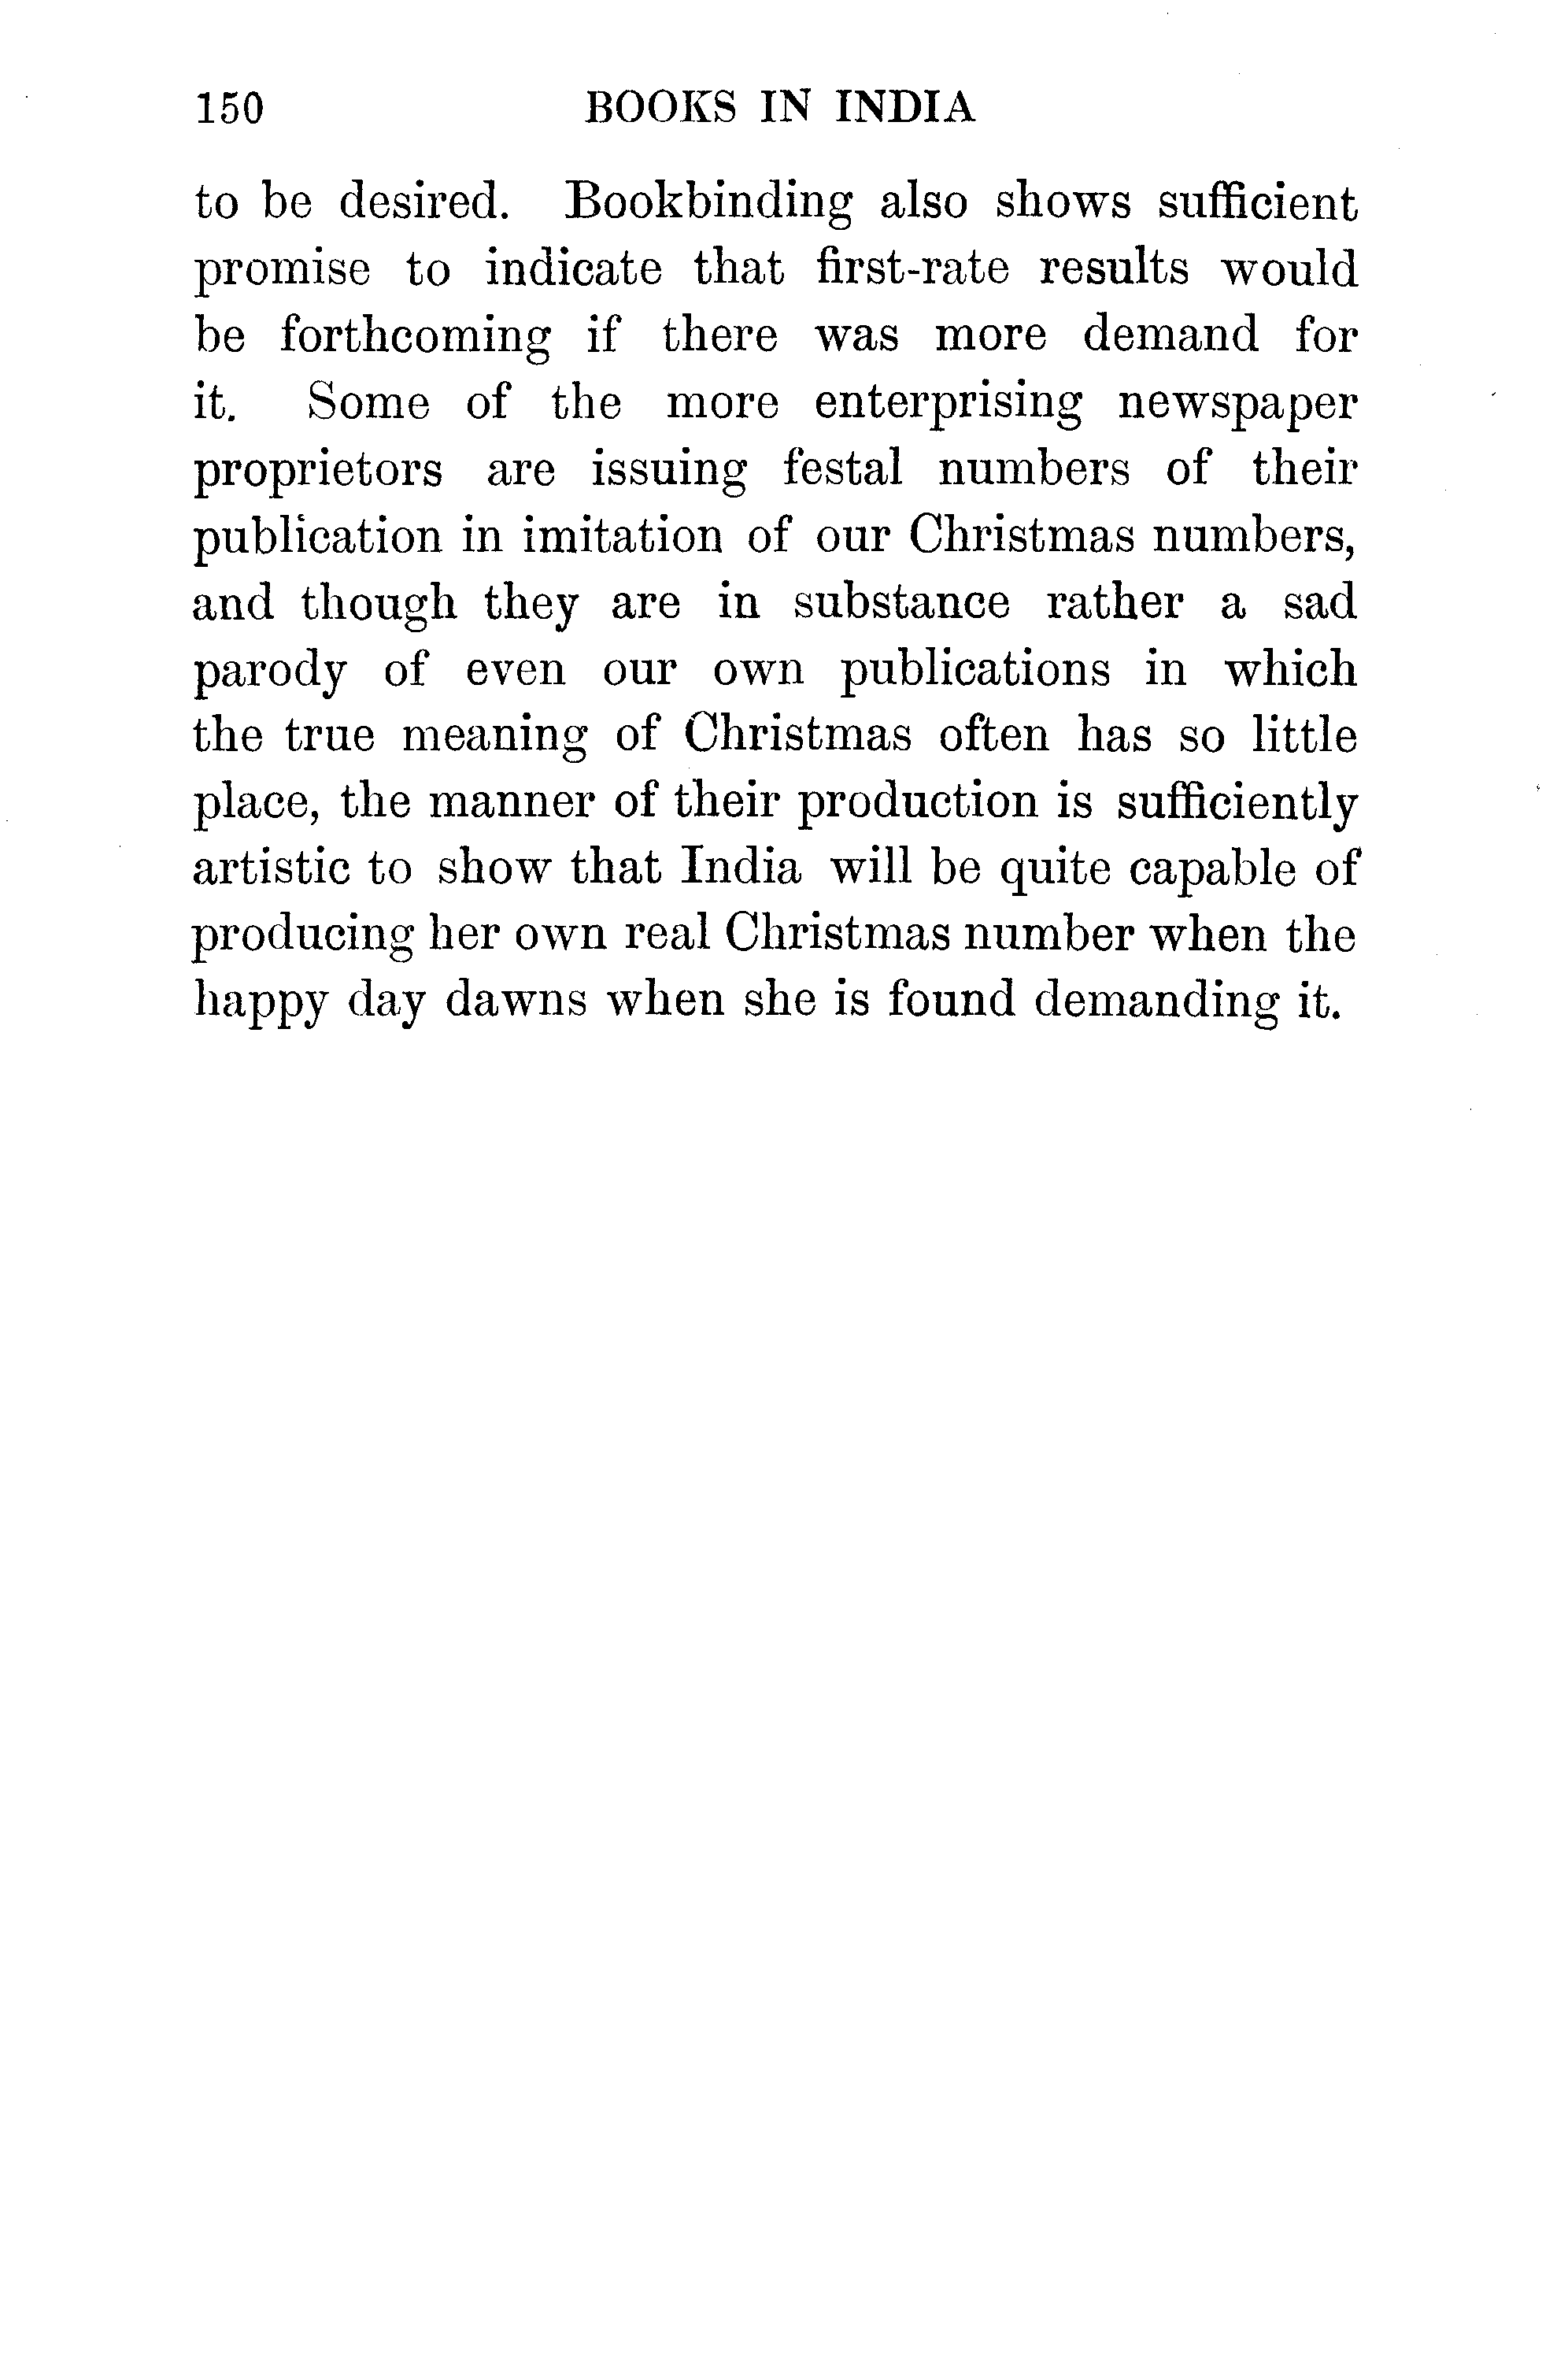 150 BOOKS IN INDIA
to be desired. Bookbinding also shows sufficient
promise to indicate that first-rate results would
be forthcoming if there was more demand for
it. Some of the more enterprising newspaper
proprietors are issuing festal numbers of their
publication in imitation of our Christmas numbers,
and though they are in substance rather a sad
parody of even our own publications in which
the true meaning of Christmas often has so little
place, the manner of their production is sufficiently
artistic to show that India will be quite capable of
producing her own real Christmas number when the
happy day dawns when she is found demanding it.